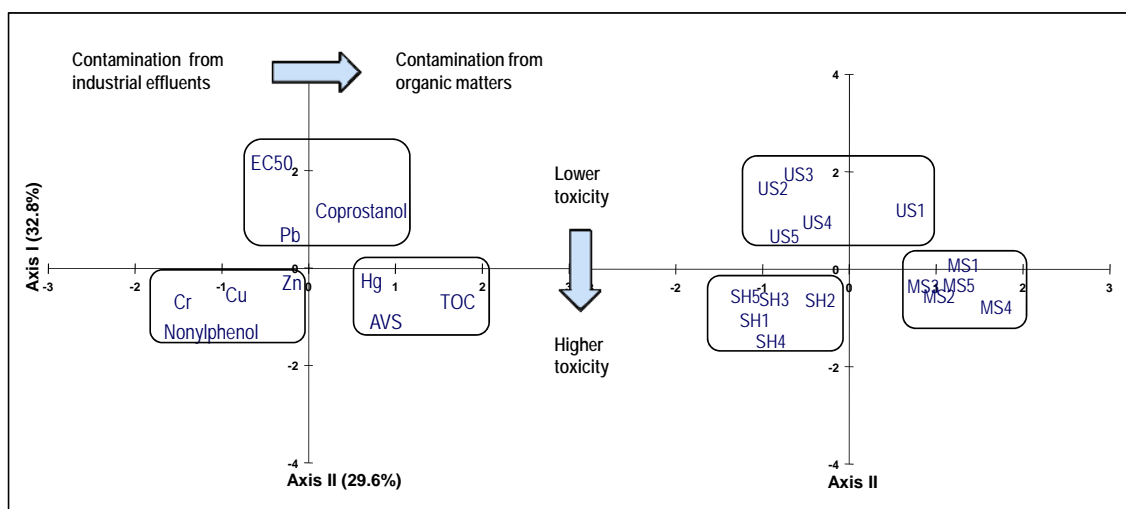 Contamination from
industrial effluents
Contamination from
organic matters
EC50
2
Coprostanol
Pb
Axis I (32.8%)
-3 -2 -1 0 1 2 3
Cr
Cu
Zn
Nonylphenol
Hg
TOC
AVS
-2
-4
Axis II (29.6%)
Lower
toxicity
Higher
toxicity
4
2
US3
US2
US1
US4
US5
-2 -1 0 1 2 3
MS1
MS3 MS5
MS2
MS4
SH5 SH3 SH2
SH1
SH4
-2
-4
Axis II